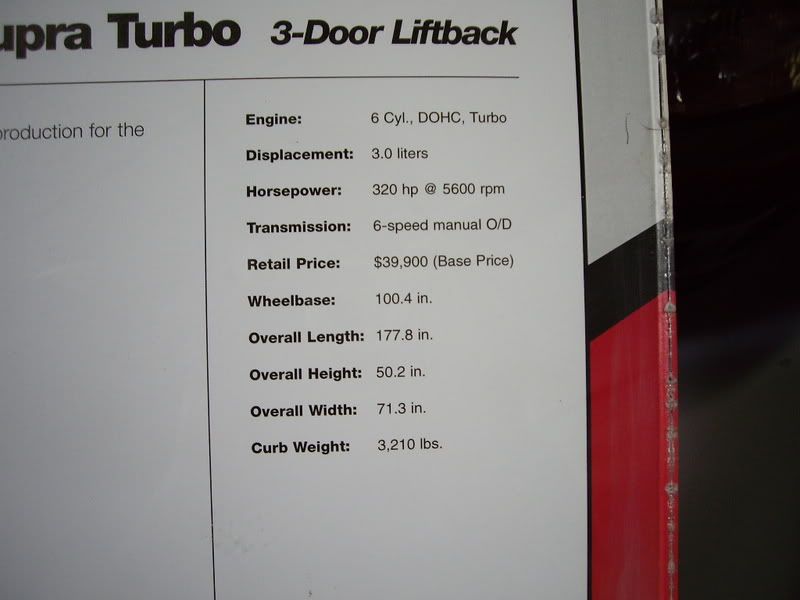 upra Turbo 3-Door Liftback
production for the
Engine: 6 Cyl., DOHC, Turbo
Displacement: 3.0 liters
Horsepower: 320 hp @ 5600 rpm
Transmission: 6-speed manual O/D
Retail Price: $39,900 (Base Price)
Wheelbase: 100.4 in.
Overall Length: 177.8 in.
Overall Height: 50.2 in.
Overall Width: 71.3 in.
Curb Weight: 3,210 lbs.